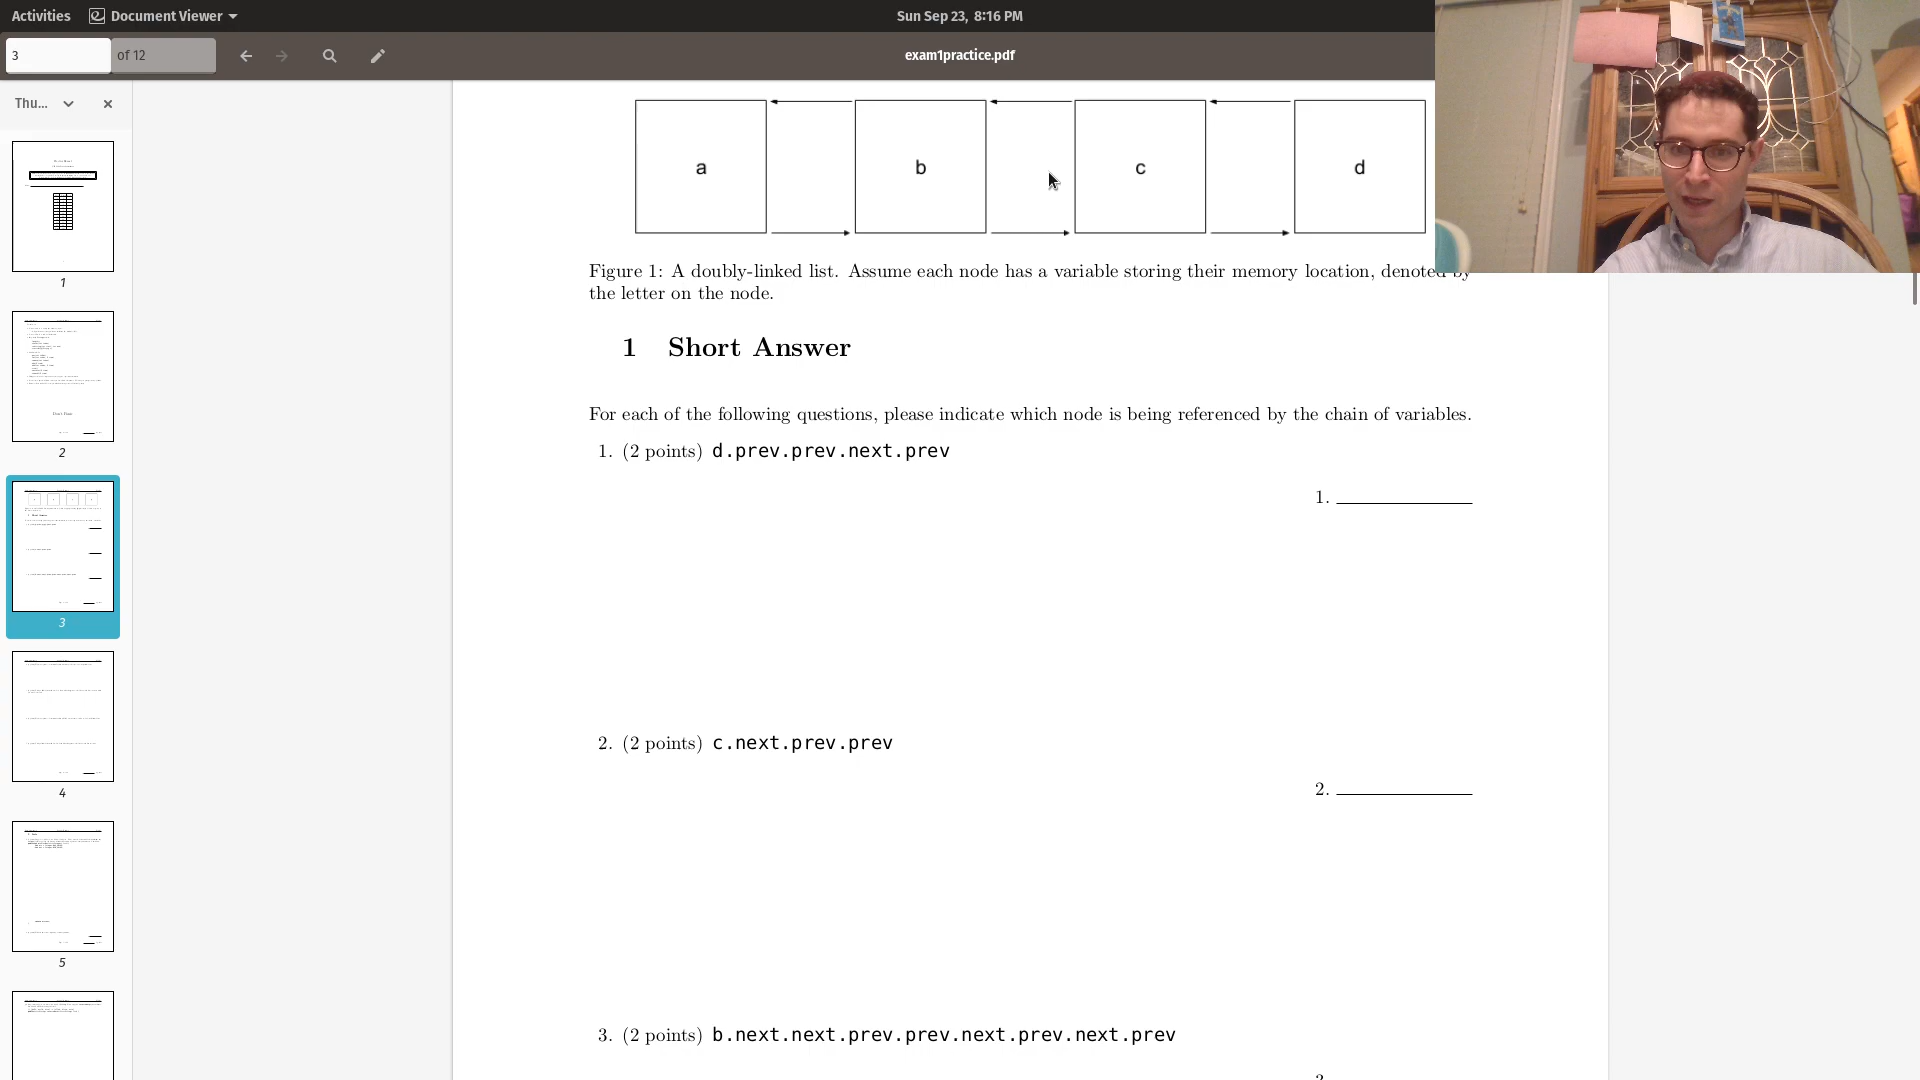 Activities Document Viewer Sun Sep 23, 8:16 PM
3 of 12 exam1practice.pdf
Thu...
1
2
3
4
5
a b c d
Figure 1: A doubly-linked list. Assume each node has a variable storing their memory location, denoted by
the letter on the node.
1 Short Answer
For each of the following questions, please indicate which node is being referenced by the chain of variables.
1. (2 points) d.prev.prev.next.prev
1.
2. (2 points) c.next.prev.prev
2.
3. (2 points) b.next.next.prev.prev.next.prev.next.prev